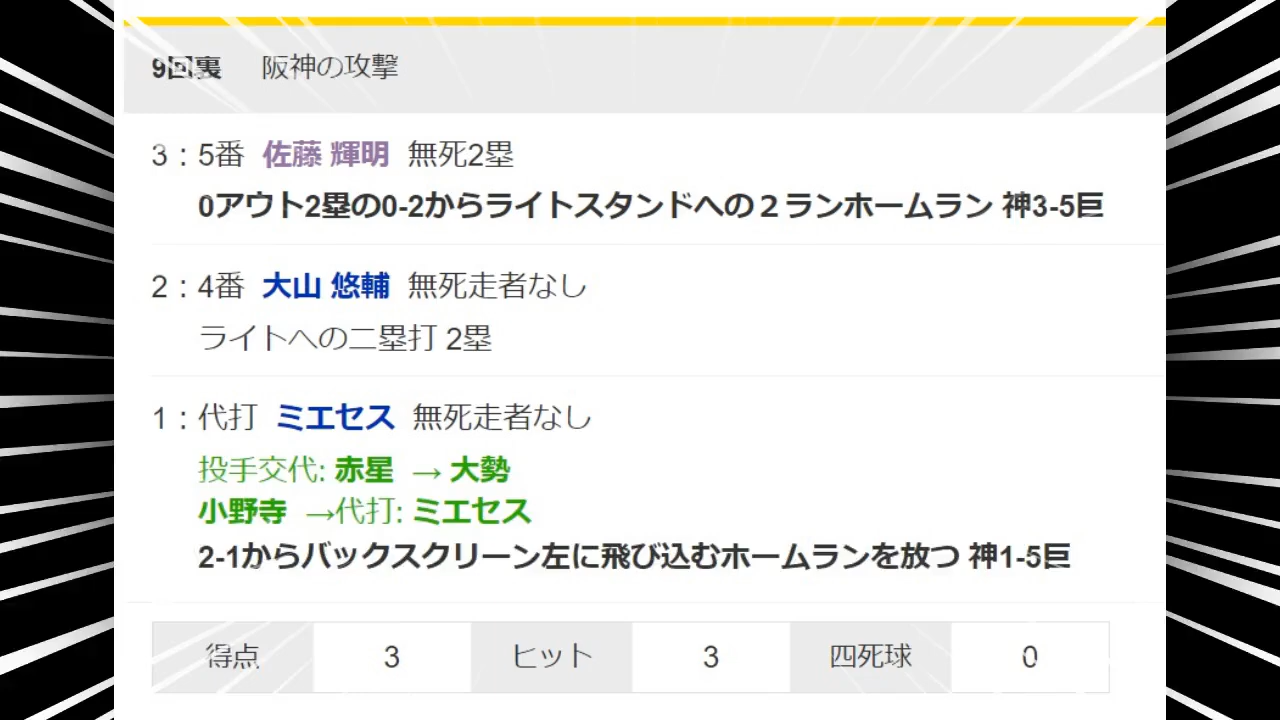 9回裏 阪神の攻撃
3：5番 佐藤 輝明 無死2塁
0アウト2塁の0-2からライトスタンドへの２ランホームラン 神3-5巨
2：4番 大山 悠輔 無死走者なし
ライトへの二塁打 2塁
1：代打 ミエセス 無死走者なし
投手交代: 赤星 → 大勢
小野寺 →代打: ミエセス
2-1からバックスクリーン左に飛び込むホームランを放つ 神1-5巨
得点 3 ヒット 3 四死球 0